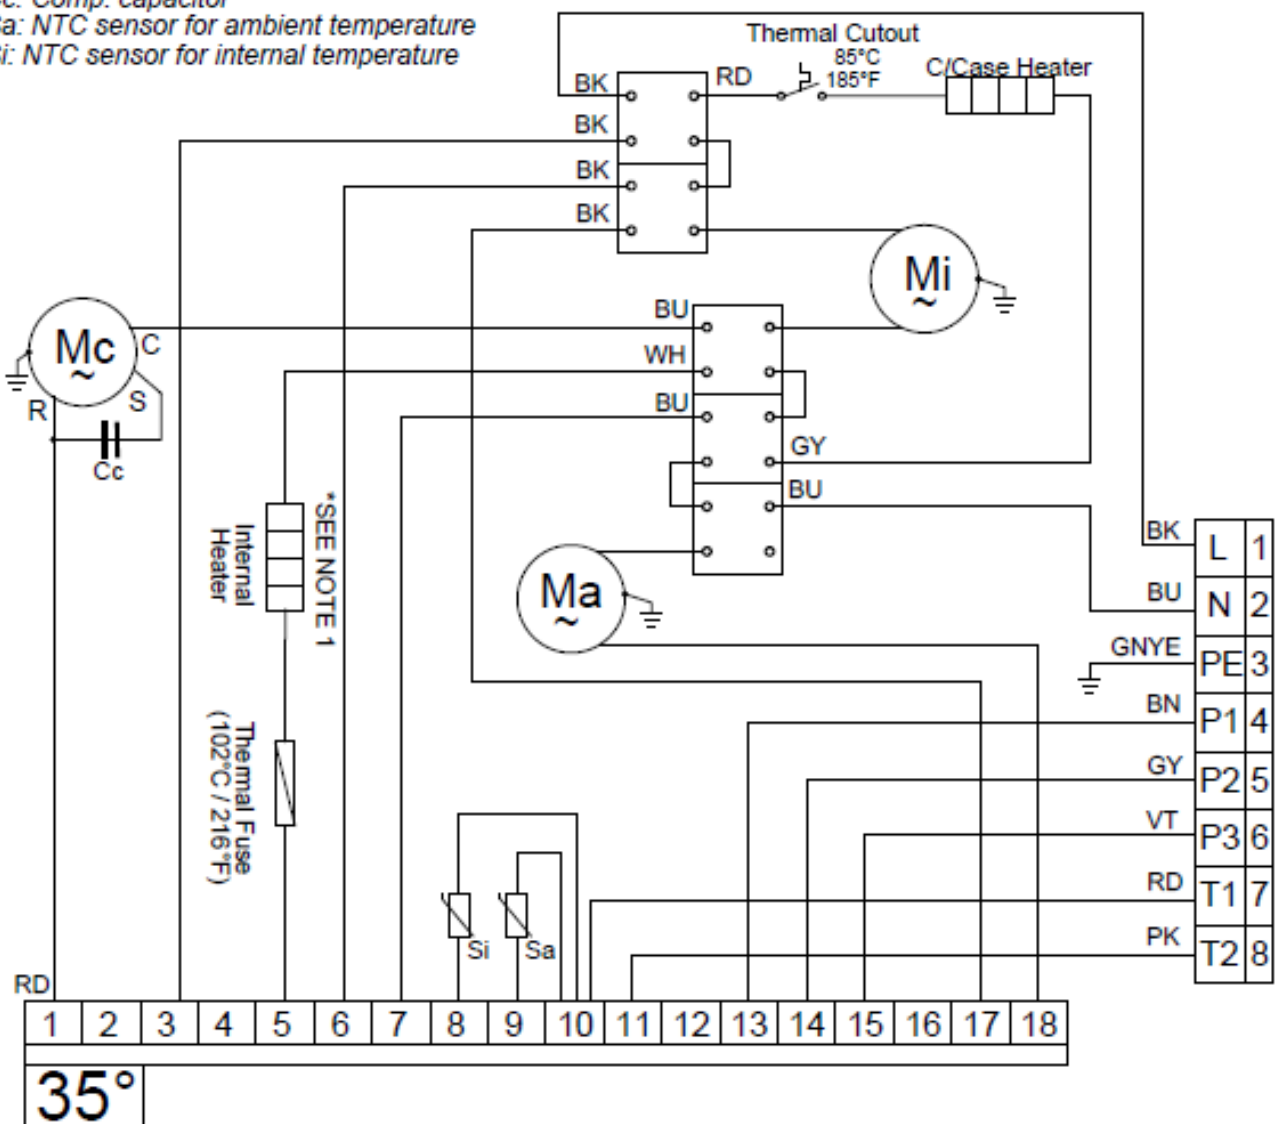 Comp. capacitor
NTC sensor for ambient temperature
NTC sensor for internal temperature
Thermal Cutout
85°C
185°F
C/Case Heater
BK
RD
BK
BK
BK
Mi
~
BU
WH
BU
GY
BU
Mc
~
C
S
R
Cc
*SEE NOTE 1
Internal
Heater
Thermal Fuse
(102°C / 216°F)
Ma
~
Si
Sa
BK L 1
BU N 2
GNYE PE 3
BN P1 4
GY P2 5
VT P3 6
RD T1 7
PK T2 8
RD
1 2 3 4 5 6 7 8 9 10 11 12 13 14 15 16 17 18
35°